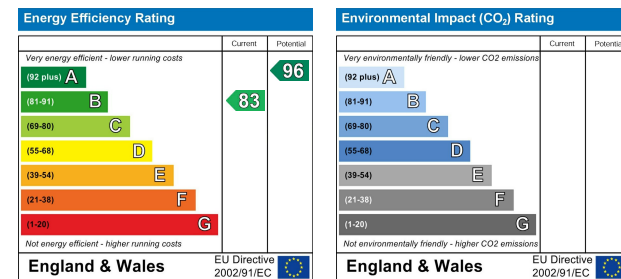 Energy Efficiency Rating
Current Potential
Very energy efficient - lower running costs
(92 plus) A
96
(81-91) B
83
(69-80) C
(55-68) D
(39-54) E
(21-38) F
(1-20) G
Not energy efficient - higher running costs
England & Wales
EU Directive
2002/91/EC
Environmental Impact (CO2) Rating
Current Potential
Very environmentally friendly - lower CO2 emissions
(92 plus) A
(81-91) B
(69-80) C
(55-68) D
(39-54) E
(21-38) F
(1-20) G
Not environmentally friendly - higher CO2 emissions
England & Wales
EU Directive
2002/91/EC